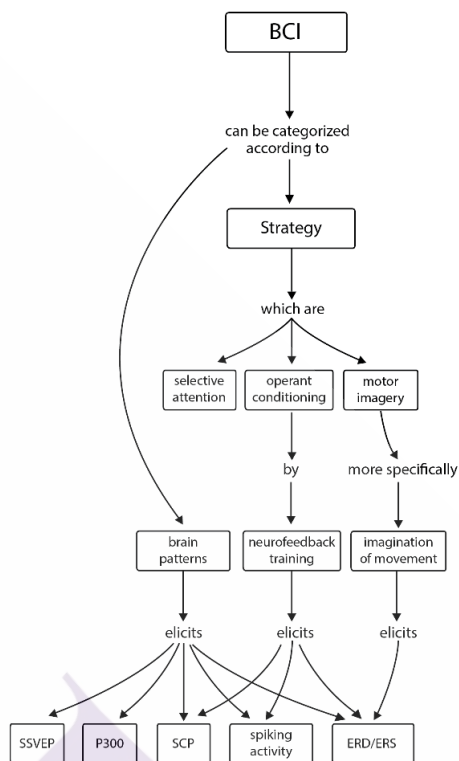 BCI
can be categorized
according to
Strategy
which are
selective
attention
operant
conditioning
motor
imagery
by
more specifically
brain
patterns
neurofeedback
training
imagination
of movement
elicits
elicits
elicits
SSVEP
P300
SCP
spiking
activity
ERD/ERS